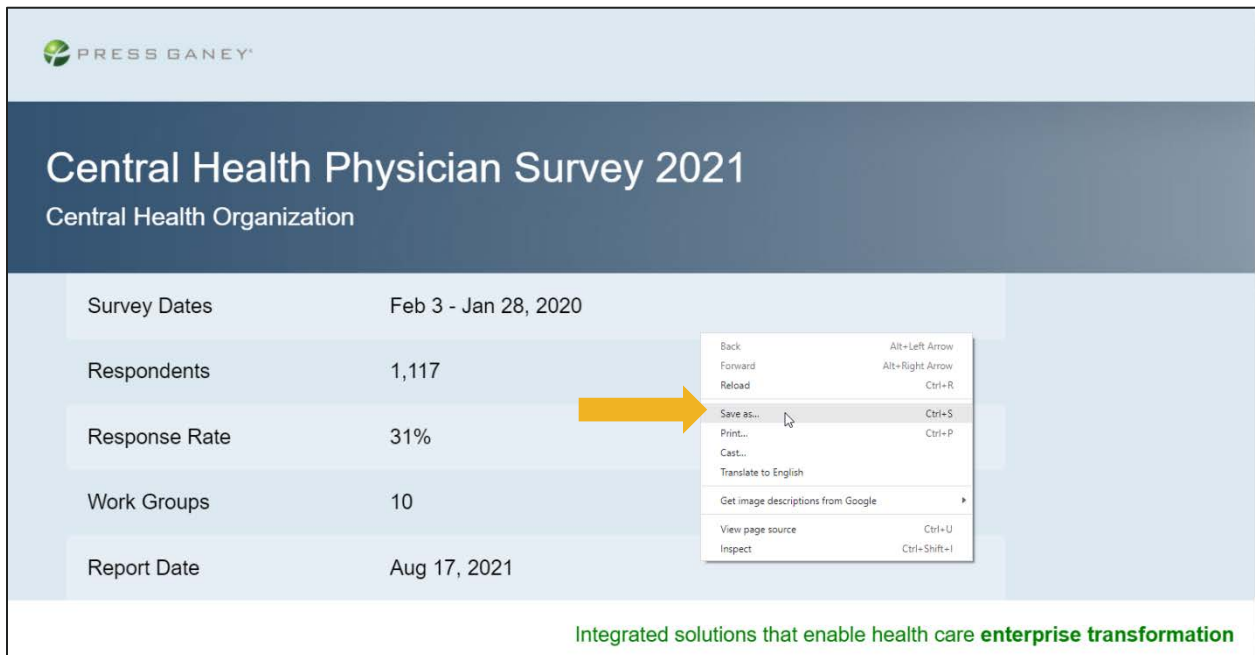 PRESS GANEY®
Central Health Physician Survey 2021
Central Health Organization
Survey Dates Feb 3 - Jan 28, 2020
Respondents 1,117
Response Rate 31%
Work Groups 10
Report Date Aug 17, 2021
Back Alt+Left Arrow
Forward Alt+Right Arrow
Reload Ctrl+R
Save as... Ctrl+S
Print... Ctrl+P
Cast...
Translate to English
Get image descriptions from Google
View page source Ctrl+U
Inspect Ctrl+Shift+I
Integrated solutions that enable health care enterprise transformation